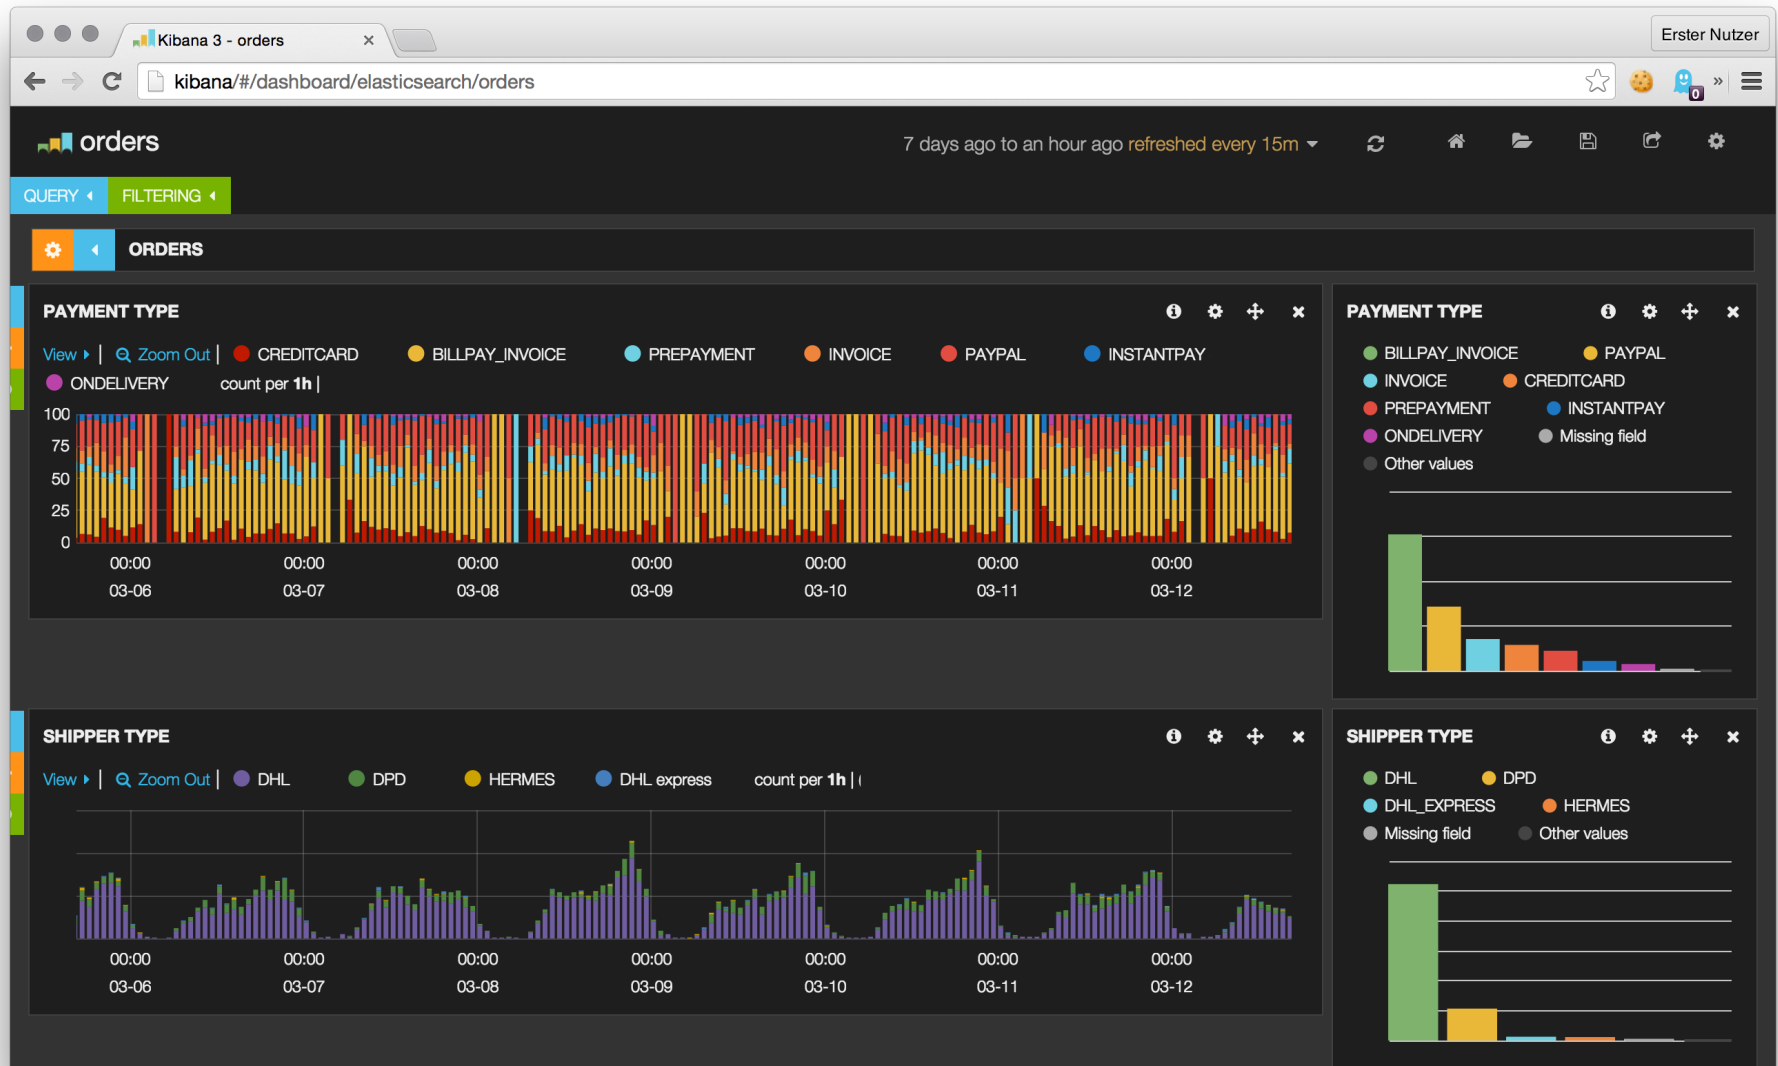 Kibana 3 - orders
Erster Nutzer
kibana/#/dashboard/elasticsearch/orders
0
orders
7 days ago to an hour ago refreshed every 15m
QUERY FILTERING
ORDERS
PAYMENT TYPE
View | Zoom Out | CREDITCARD BILLPAY_INVOICE PREPAYMENT INVOICE PAYPAL INSTANTPAY
ONDELIVERY count per 1h |
100
75
50
25
0
00:00 00:00 00:00 00:00 00:00 00:00 00:00
03-06 03-07 03-08 03-09 03-10 03-11 03-12
PAYMENT TYPE
BILLPAY_INVOICE PAYPAL
INVOICE CREDITCARD
PREPAYMENT INSTANTPAY
ONDELIVERY Missing field
Other values
SHIPPER TYPE
View | Zoom Out | DHL DPD HERMES DHL express count per 1h | (
00:00 00:00 00:00 00:00 00:00 00:00 00:00
03-06 03-07 03-08 03-09 03-10 03-11 03-12
SHIPPER TYPE
DHL DPD
DHL_EXPRESS HERMES
Missing field Other values